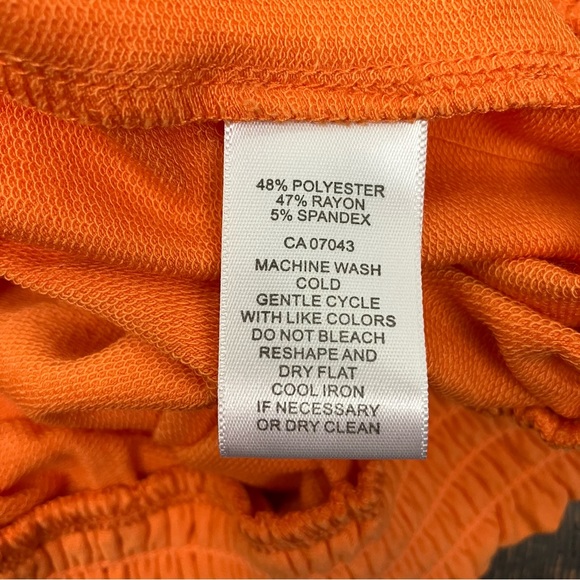 48% POLYESTER
47% RAYON
5% SPANDEX
CA 07043
MACHINE WASH
COLD
GENTLE CYCLE
WITH LIKE COLORS
DO NOT BLEACH
RESHAPE AND
DRY FLAT
COOL IRON
IF NECESSARY
OR DRY CLEAN